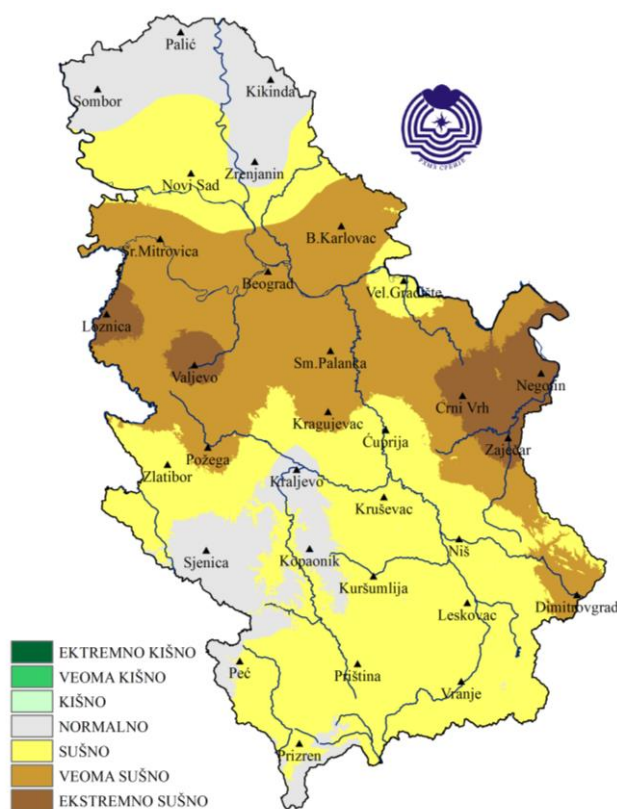 Palić
Sombor
Kikinda
Zrenjanin
Novi Sad
B.Karlovac
Sr.Mitrovica
Beograd
Vel.Gradište
Loznica
Valjevo
Sm.Palanka
Negotin
Crni Vrh
Kragujevac
Ćuprija
Zaječar
Požega
Zlatibor
Kraljevo
Kruševac
Niš
Sjenica
Kopaonik
Kuršumlija
Leskovac
Dimitrovgrad
Peć
Priština
Vranje
Prizren
EKTREMNO KIŠNO
VEOMA KIŠNO
KIŠNO
NORMALNO
SUŠNO
VEOMA SUŠNO
EKSTREMNO SUŠNO